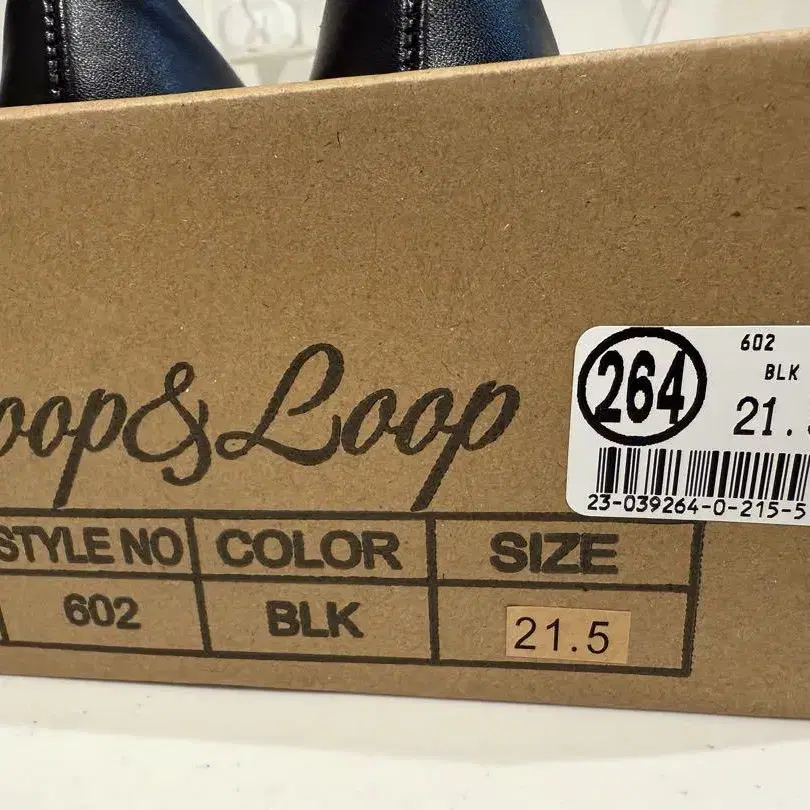 oop&Loop
STYLE NO COLOR SIZE
602 BLK 21.5
264
602
BLK
21.
23-039264-0-215-5